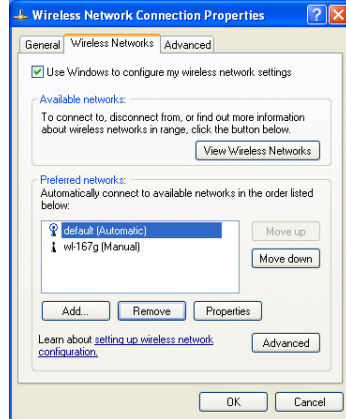 Wireless Network Connection Properties
General Wireless Networks Advanced
Use Windows to configure my wireless network settings
Available networks:
To connect to, disconnect from, or find out more information
about wireless networks in range, click the button below.
View Wireless Networks
Preferred networks:
Automatically connect to available networks in the order listed
below:
default (Automatic)
wl-167g (Manual)
Move up
Move down
Add... Remove Properties
Learn about setting up wireless network
configuration.
Advanced
OK Cancel